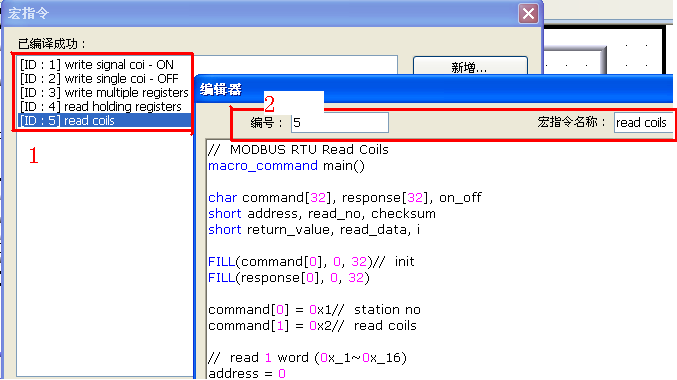 宏指令
已编译成功：
[ID : 1] write signal coi - ON
[ID : 2] write single coi - OFF
[ID : 3] write multiple registers
[ID : 4] read holding registers
[ID : 5] read coils
1
新增...
编辑器
2
编号： 5
宏指令名称： read coils
// MODBUS RTU Read Coils
macro_command main()
char command[32], response[32], on_off
short address, read_no, checksum
short return_value, read_data, i
FILL(command[0], 0, 32)// init
FILL(response[0], 0, 32)
command[0] = 0x1// station no
command[1] = 0x2// read coils
// read 1 word (0x_1~0x_16)
address = 0